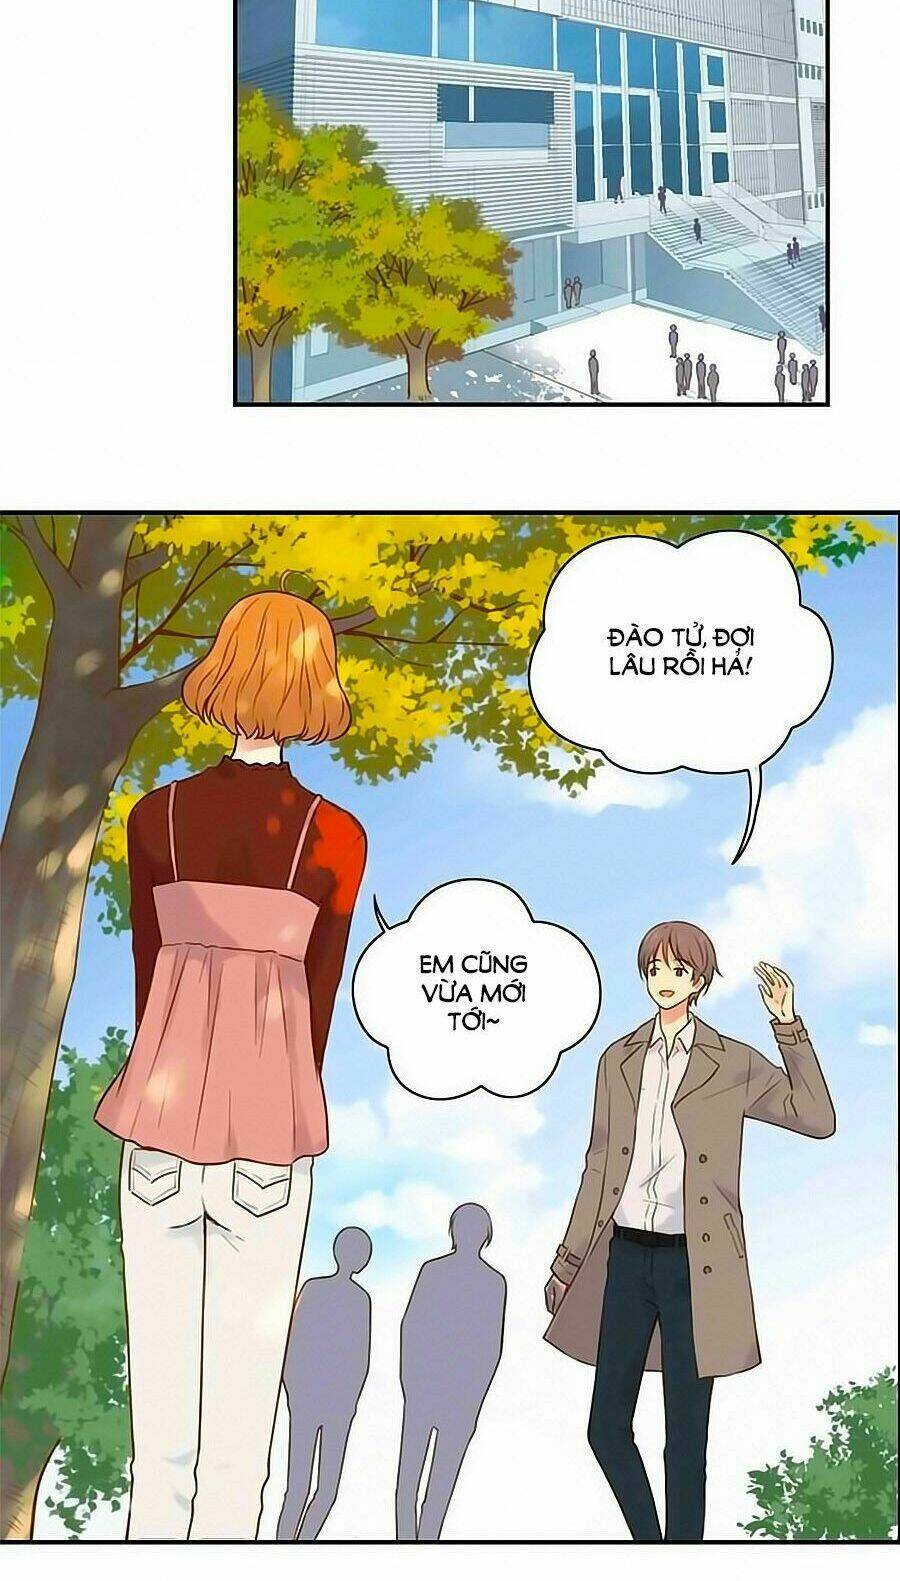 ĐÀO TỬ, ĐỢI
LÂU RỒI HẢ!
EM CŨNG
VỪA MỚI
TỚI~